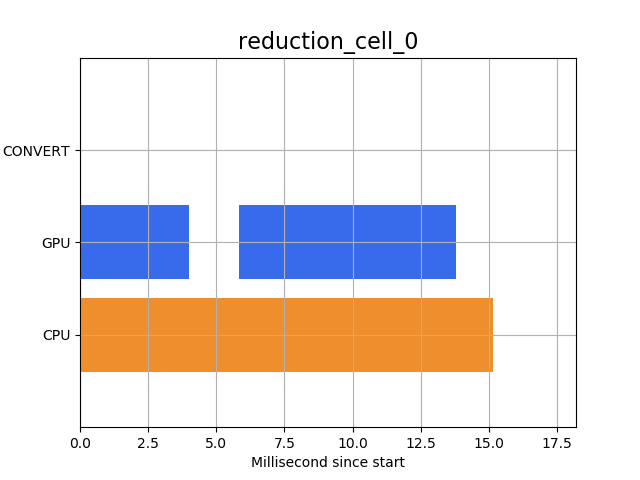 reduction_cell_0
CONVERT
GPU
CPU
0.0 2.5 5.0 7.5 10.0 12.5 15.0 17.5
Millisecond since start